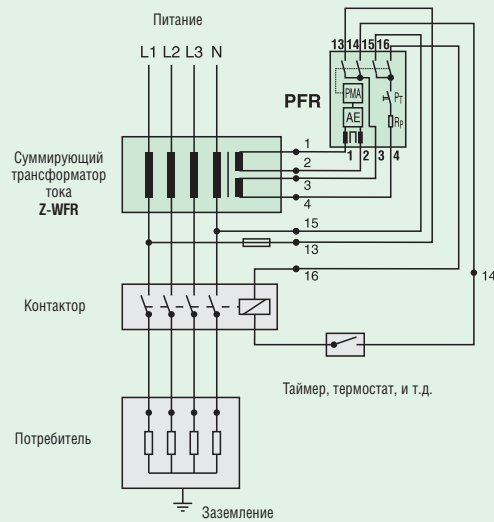 Питание
L1 L2 L3 N
13 14 15 16
PFR
PMA
PT
AE
RP
1 2 3 4
Суммирующий
трансформатор
тока
Z-WFR
1
2
3
4
15
13
16
14
Контактор
Таймер, термостат, и т.д.
Потребитель
Заземление